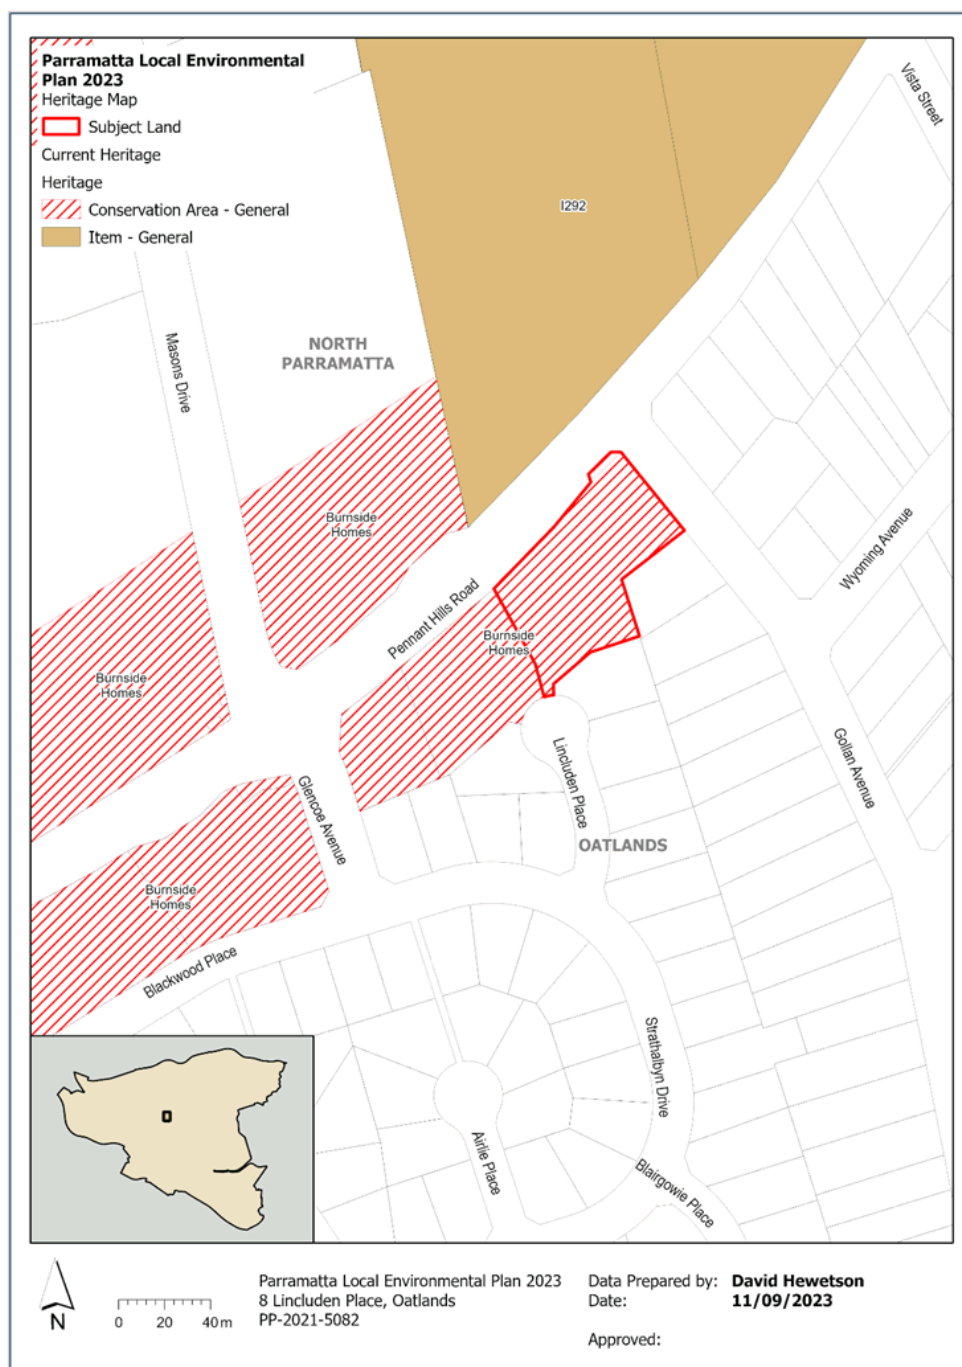 Parramatta Local Environmental
Plan 2023
Heritage Map
Subject Land
Current Heritage
Heritage
Conservation Area - General
Item - General
Vista Street
I292
NORTH
PARRAMATTA
Masons Drive
Burnside
Homes
Wyoming Avenue
Pennant Hills Road
Burnside
Homes
Burnside
Homes
Gollan Avenue
Lincluden Place
Glencoe Avenue
OATLANDS
Burnside
Homes
Blackwood Place
Strathalbyn Drive
Airlie Place
Blairgowie Place
N
0 20 40 m
Parramatta Local Environmental Plan 2023
8 Lincluden Place, Oatlands
PP-2021-5082
Data Prepared by: David Hewetson
Date: 11/09/2023
Approved: